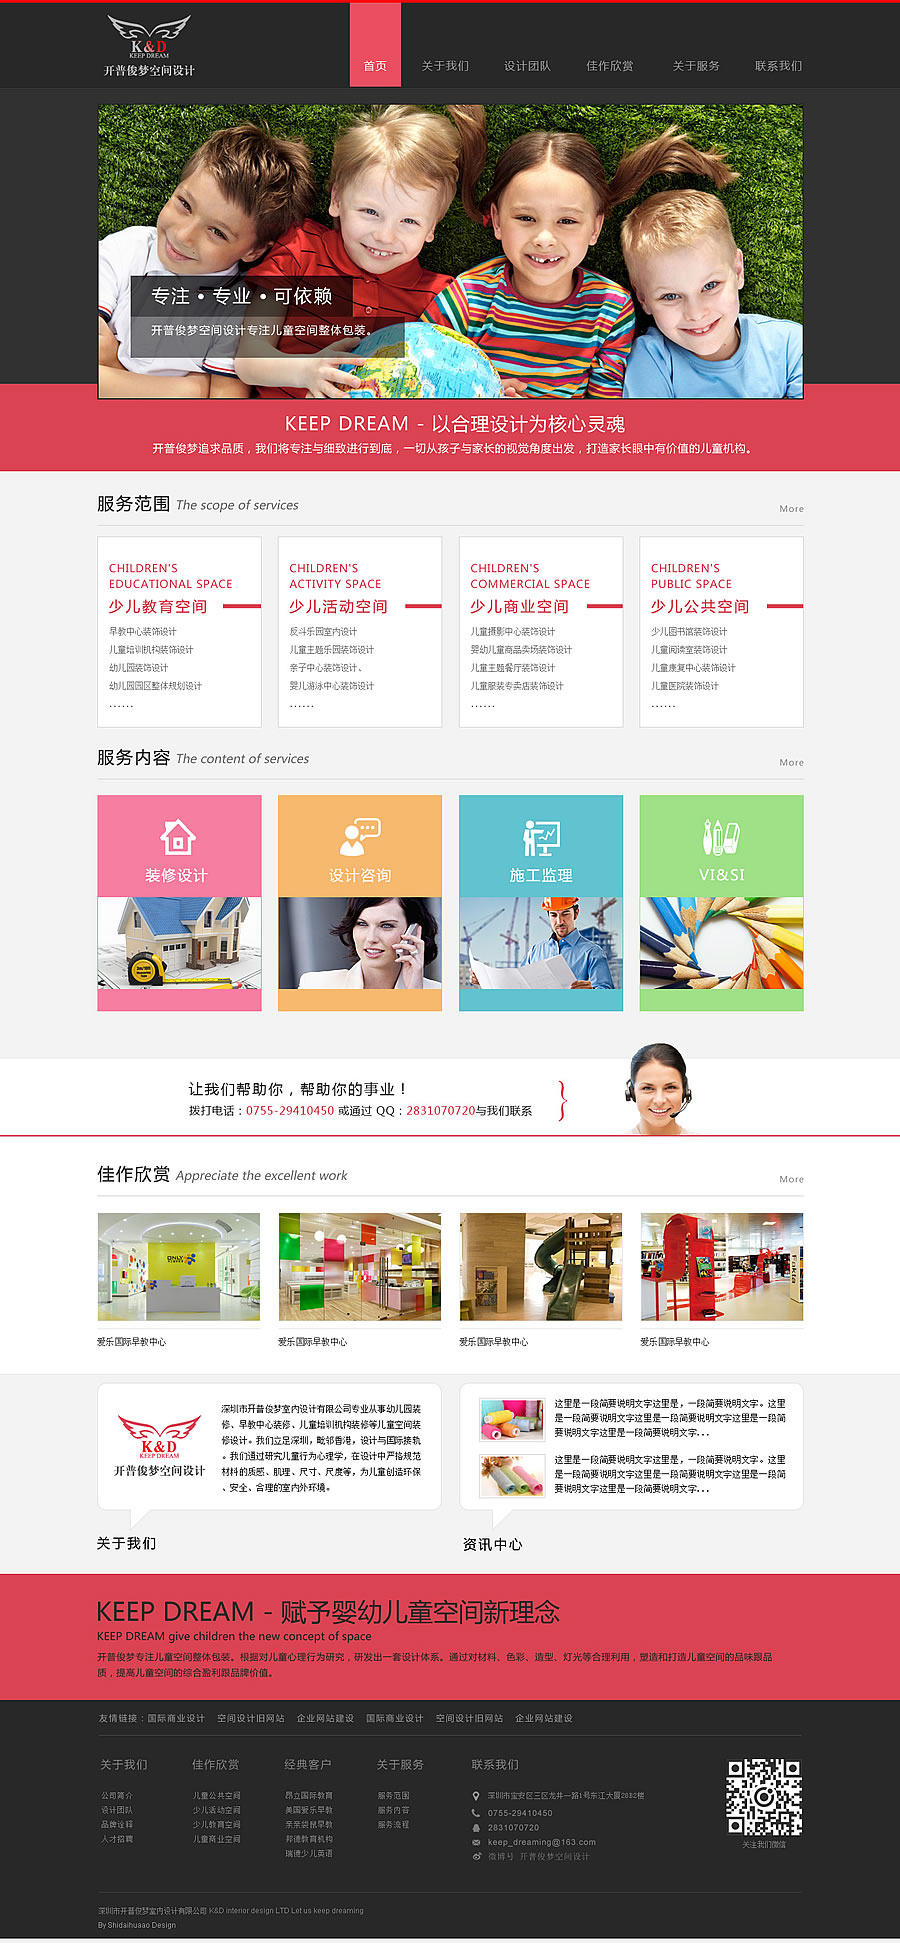 K&D
KEEP DREAM
开普俊梦空间设计
首页 关于我们 设计团队 佳作欣赏 关于服务 联系我们
专注 • 专业 • 可依赖
开普俊梦空间设计专注儿童空间整体包装。
KEEP DREAM - 以合理设计为核心灵魂
开普俊梦追求品质，我们将专注与细致进行到底，一切从孩子与家长的视觉角度出发，打造家长眼中有价值的儿童机构。
服务范围 The scope of services More
CHILDREN'S
EDUCATIONAL SPACE
少儿教育空间
早教中心装饰设计
儿童培训机构装饰设计
幼儿园装饰设计
幼儿园园区整体规划设计
......
CHILDREN'S
ACTIVITY SPACE
少儿活动空间
反斗乐园室内设计
儿童主题乐园装饰设计
亲子中心装饰设计、
婴儿游泳中心装饰设计
......
CHILDREN'S
COMMERCIAL SPACE
少儿商业空间
儿童摄影中心装饰设计
婴幼儿童商品卖场装饰设计
儿童主题餐厅装饰设计
儿童服装专卖店装饰设计
......
CHILDREN'S
PUBLIC SPACE
少儿公共空间
少儿图书馆装饰设计
儿童阅读室装饰设计
儿童康复中心装饰设计
儿童医院装饰设计
......
服务内容 The content of services More
装修设计
设计咨询
施工监理
VI&SI
让我们帮助你，帮助你的事业！
拨打电话：0755-29410450 或通过 QQ：2831070720与我们联系
佳作欣赏 Appreciate the excellent work More
ONLY
爱乐国际早教中心
爱乐国际早教中心
爱乐国际早教中心
爱乐国际早教中心
K&D
KEEP DREAM
开普俊梦空间设计
深圳市开普俊梦室内设计有限公司专业从事幼儿园装
修、早教中心装修、儿童培训机构装修等儿童空间装
修设计。我们立足深圳，毗邻香港，设计与国际接轨
。我们通过研究儿童行为心理学，在设计中严格规范
材料的质感、肌理、尺寸、尺度等，为儿童创造环保
、安全、合理的室内外环境。
关于我们
这里是一段简要说明文字这里是，一段简要说明文字。这里
是一段简要说明文字这里是一段简要说明文字这里是一段简
要说明文字这里是一段简要说明文字...
这里是一段简要说明文字这里是，一段简要说明文字。这里
是一段简要说明文字这里是一段简要说明文字这里是一段简
要说明文字这里是一段简要说明文字...
资讯中心
KEEP DREAM - 赋予婴幼儿童空间新理念
KEEP DREAM give children the new concept of space
开普俊梦专注儿童空间整体包装。根据对儿童心理行为研究，研发出一套设计体系。通过对材料、色彩、造型、灯光等合理利用，塑造和打造儿童空间的品味跟品
质，提高儿童空间的综合盈利跟品牌价值。
友情链接：国际商业设计 空间设计旧网站 企业网站建设 国际商业设计 空间设计旧网站 企业网站建设
关于我们
公司简介
设计团队
品牌诠释
人才招聘
佳作欣赏
儿童公共空间
少儿活动空间
少儿教育空间
儿童商业空间
经典客户
昂立国际教育
美国爱乐早教
亲亲袋鼠早教
邦德教育机构
瑞德少儿英语
关于服务
服务范围
服务内容
服务流程
联系我们
深圳市宝安区三区龙井一路1号东江大厦2832楼
0755-29410450
2831070720
keep_dreaming@163.com
微博号 开普俊梦空间设计
关注我们微信
深圳市开普俊梦室内设计有限公司 K&D interior design LTD Let us keep dreaming
By Shidaihuaao Design